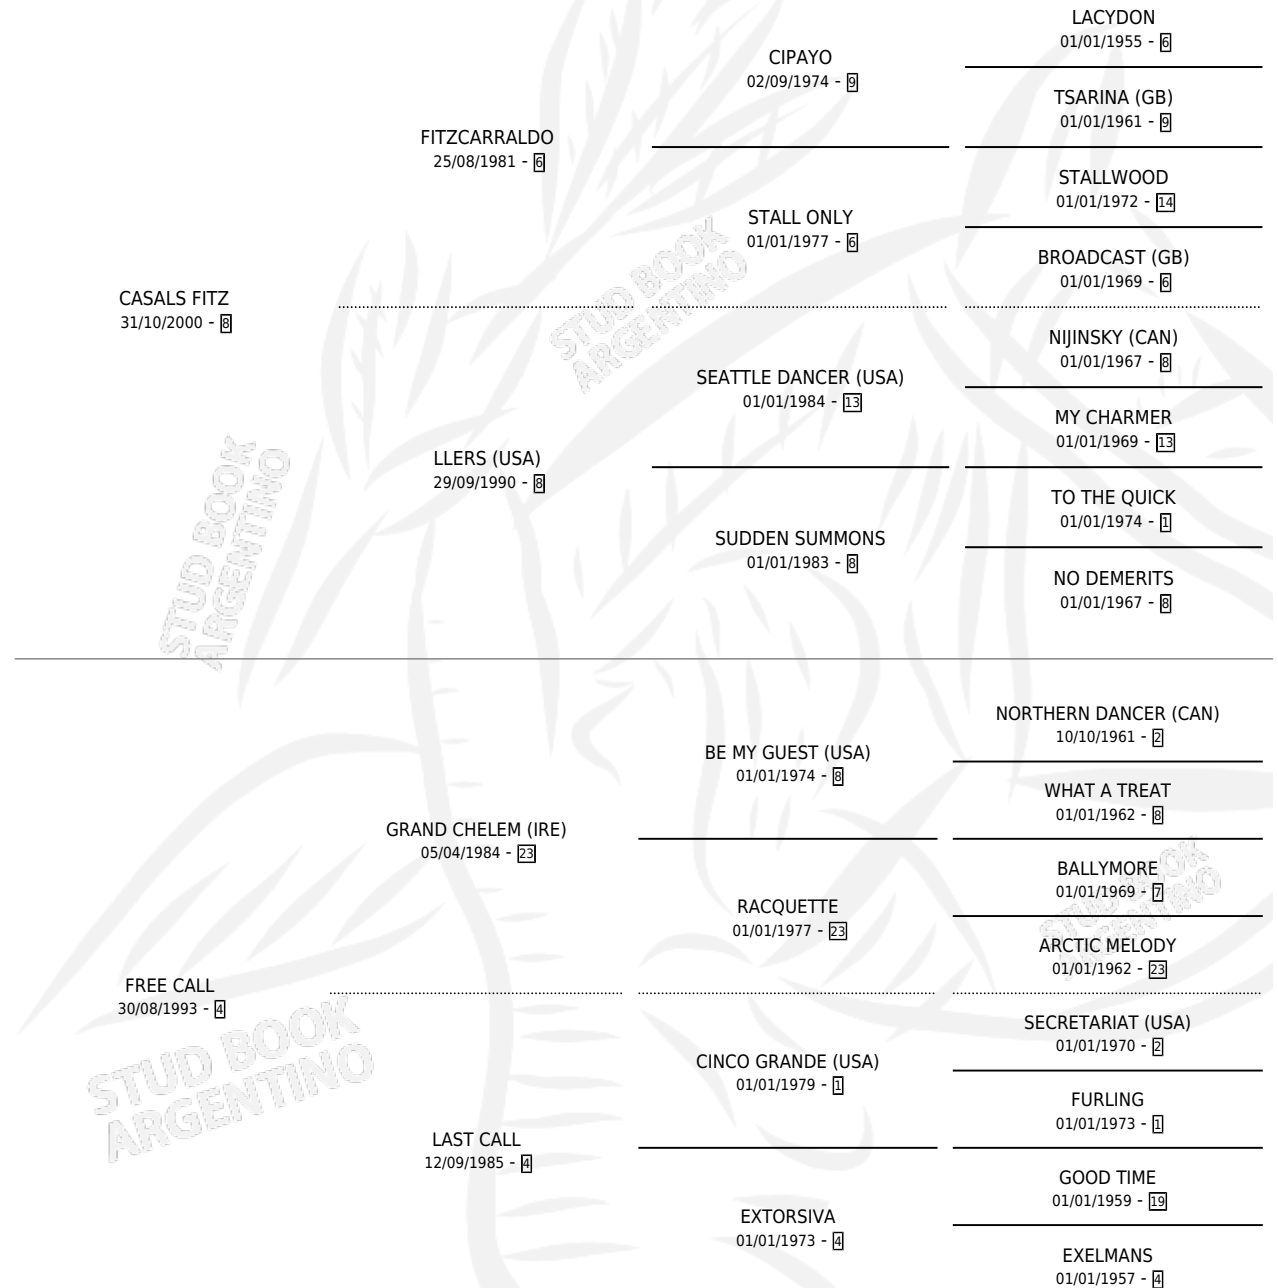 LACYDON
01/01/1955 - 6
CIPAYO
02/09/1974 - 9
TSARINA (GB)
01/01/1961 - 9
FITZCARRALDO
25/08/1981 - 6
STALLWOOD
01/01/1972 - 14
STALL ONLY
01/01/1977 - 6
BROADCAST (GB)
01/01/1969 - 6
CASALS FITZ
31/10/2000 - 8
STUD BOOK
ARGENTINO
NIJINSKY (CAN)
01/01/1967 - 8
SEATTLE DANCER (USA)
01/01/1984 - 13
MY CHARMER
01/01/1969 - 13
LLERS (USA)
29/09/1990 - 8
TO THE QUICK
01/01/1974 - 1
SUDDEN SUMMONS
01/01/1983 - 8
NO DEMERITS
01/01/1967 - 8
STUD BOOK
ARGENTINO
NORTHERN DANCER (CAN)
10/10/1961 - 2
BE MY GUEST (USA)
01/01/1974 - 8
WHAT A TREAT
01/01/1962 - 8
GRAND CHELEM (IRE)
05/04/1984 - 23
BALLYMORE
01/01/1969 - 7
RACQUETTE
01/01/1977 - 23
STUD BOOK
ARGENTINO
ARCTIC MELODY
01/01/1962 - 23
FREE CALL
30/08/1993 - 4
STUD BOOK
ARGENTINO
SECRETARIAT (USA)
01/01/1970 - 2
CINCO GRANDE (USA)
01/01/1979 - 1
FURLING
01/01/1973 - 1
LAST CALL
12/09/1985 - 4
GOOD TIME
01/01/1959 - 19
EXTORSIVA
01/01/1973 - 4
EXELMANS
01/01/1957 - 4